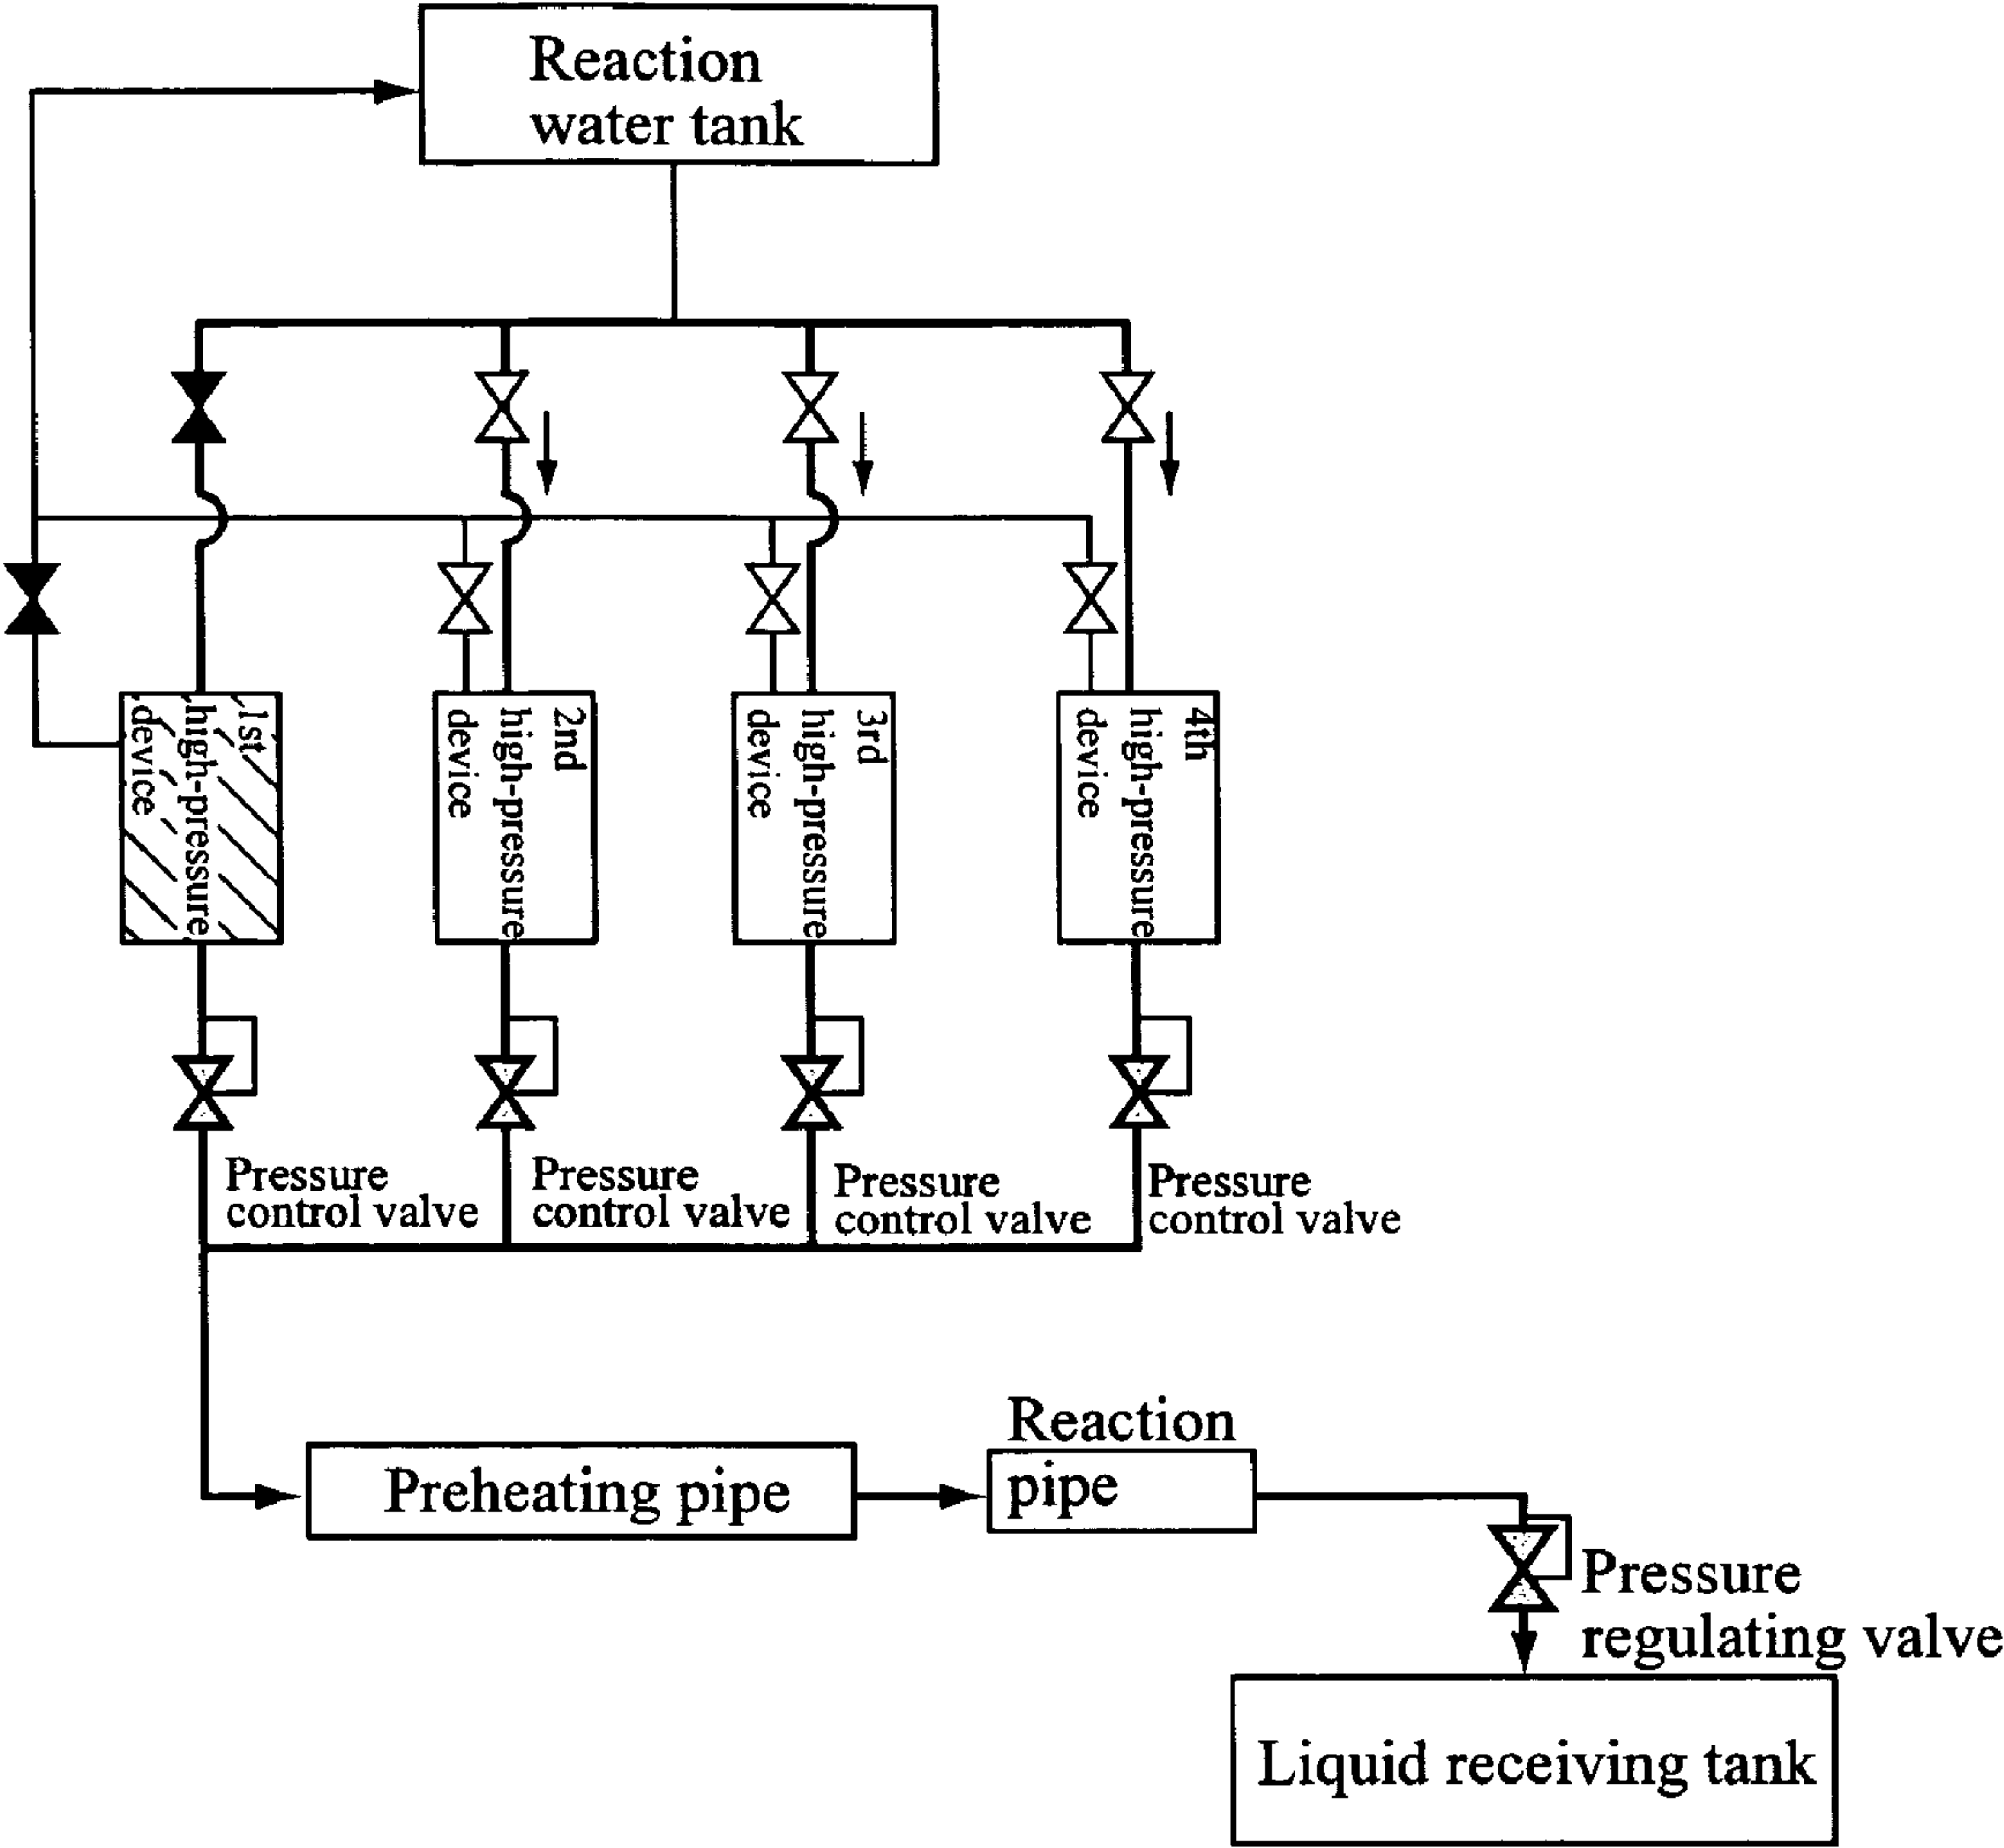 Reaction
water tank
1st
high-pressure
device
2nd
high-pressure
device
3rd
high-pressure
device
4th
high-pressure
device
Pressure
control valve
Pressure
control valve
Pressure
control valve
Pressure
control valve
Preheating pipe
Reaction
pipe
Pressure
regulating valve
Liquid receiving tank